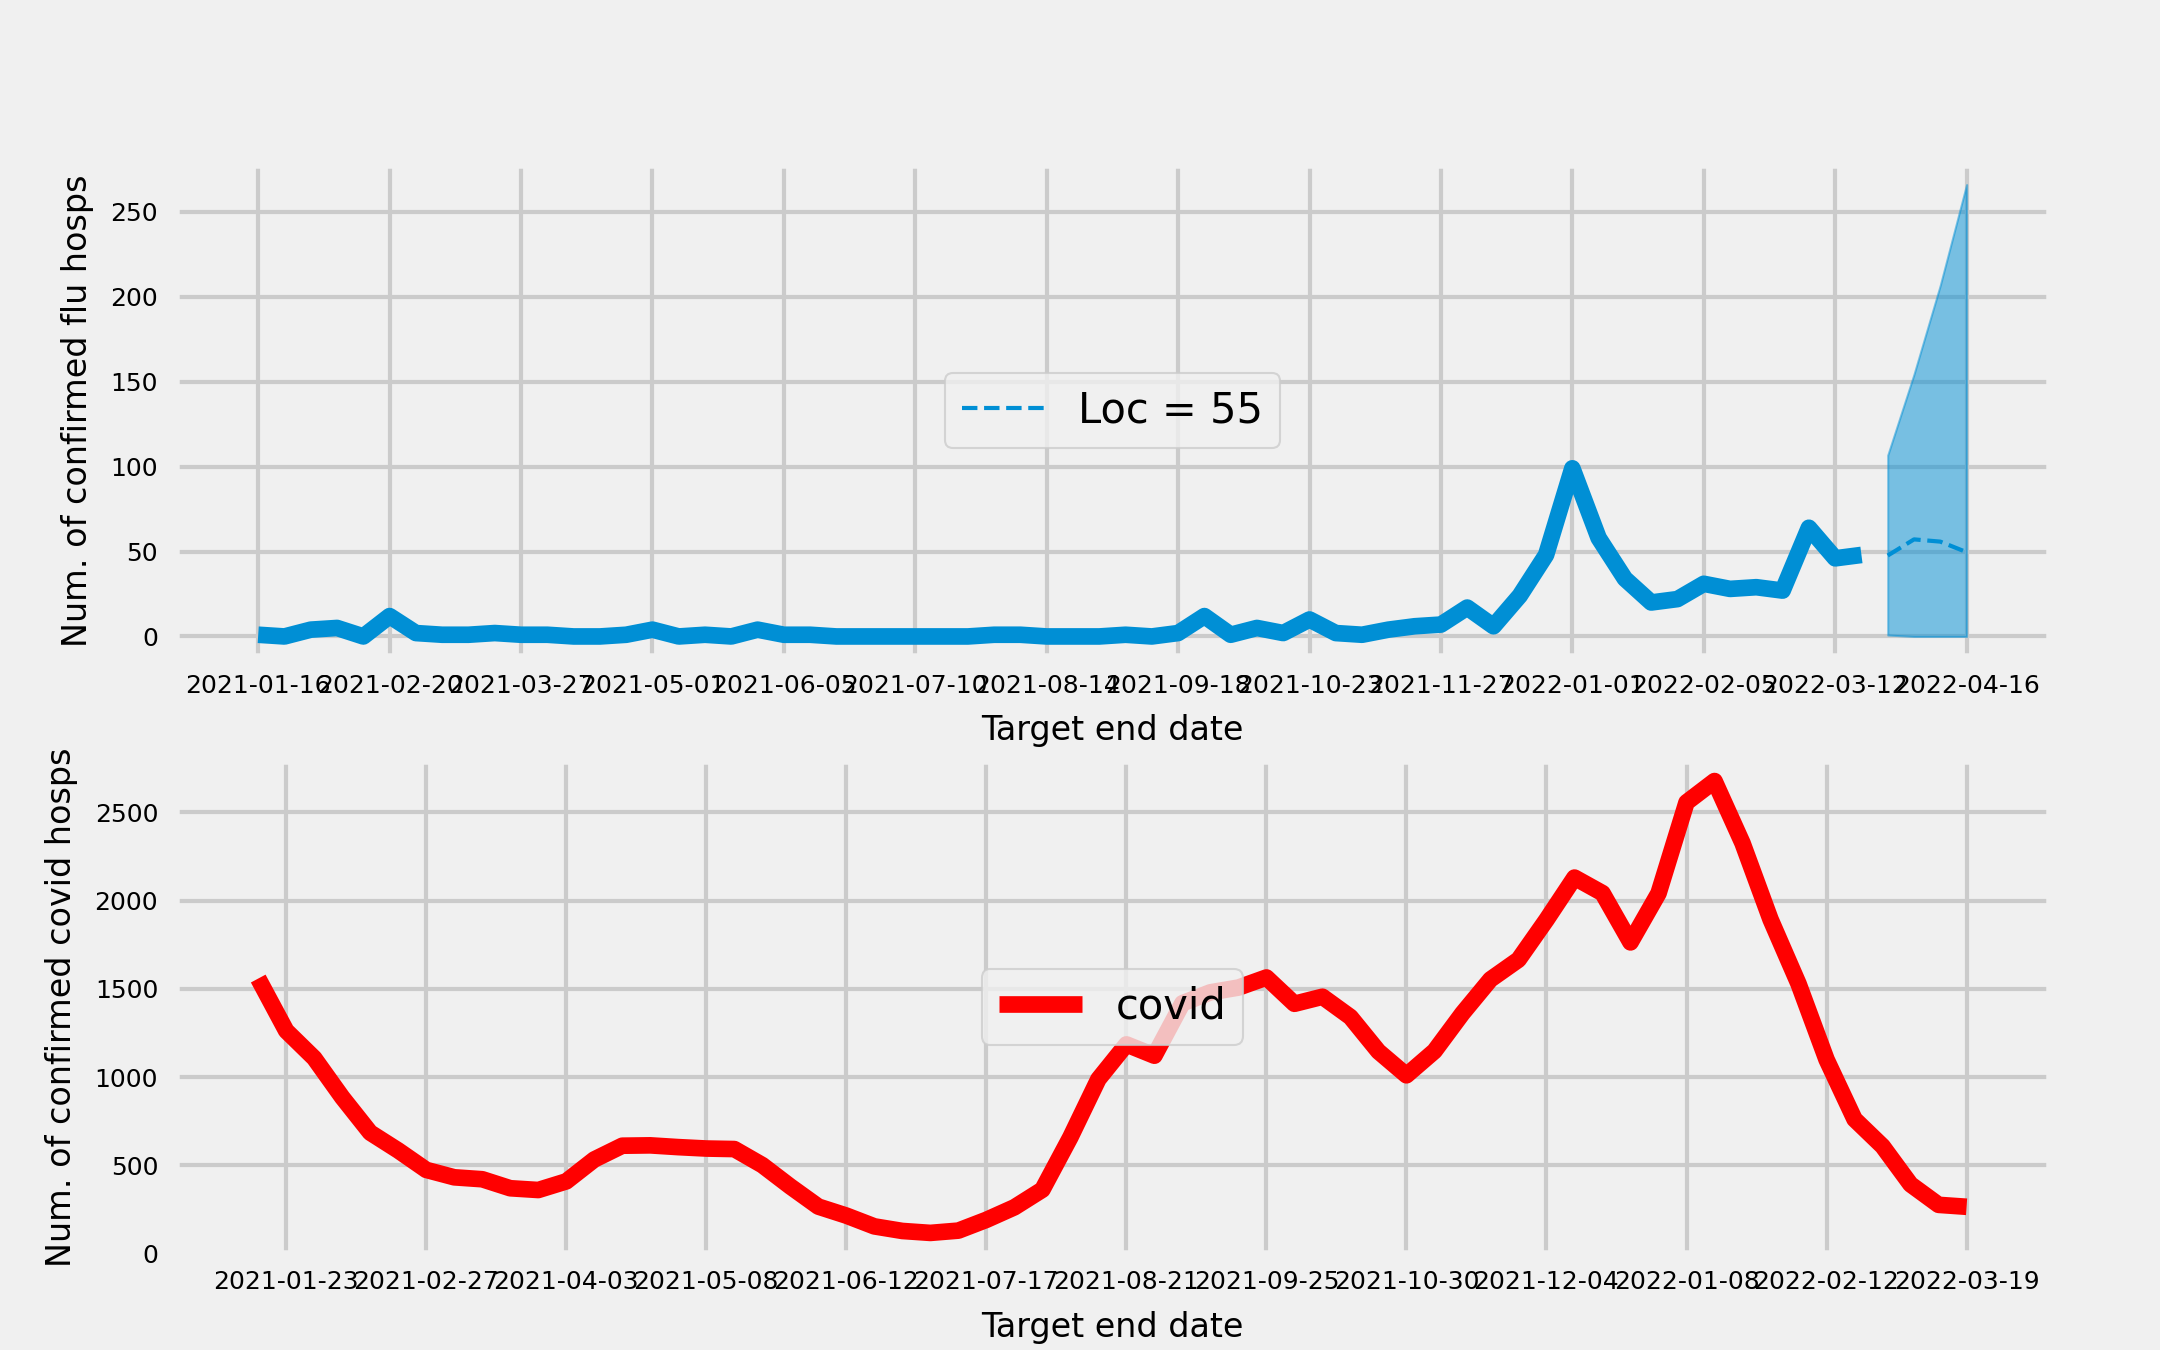 Num. of confirmed flu hosps
250
200
150
100
50
0
Loc = 55
2021-01-16 2021-02-20 2021-03-27 2021-05-01 2021-06-05 2021-07-10 2021-08-14 2021-09-18 2021-10-23 2021-11-27 2022-01-01 2022-02-05 2022-03-12 2022-04-16
Target end date
Num. of confirmed covid hosps
2500
2000
1500
1000
500
0
covid
2021-01-23 2021-02-27 2021-04-03 2021-05-08 2021-06-12 2021-07-17 2021-08-21 2021-09-25 2021-10-30 2021-12-04 2022-01-08 2022-02-12 2022-03-19
Target end date